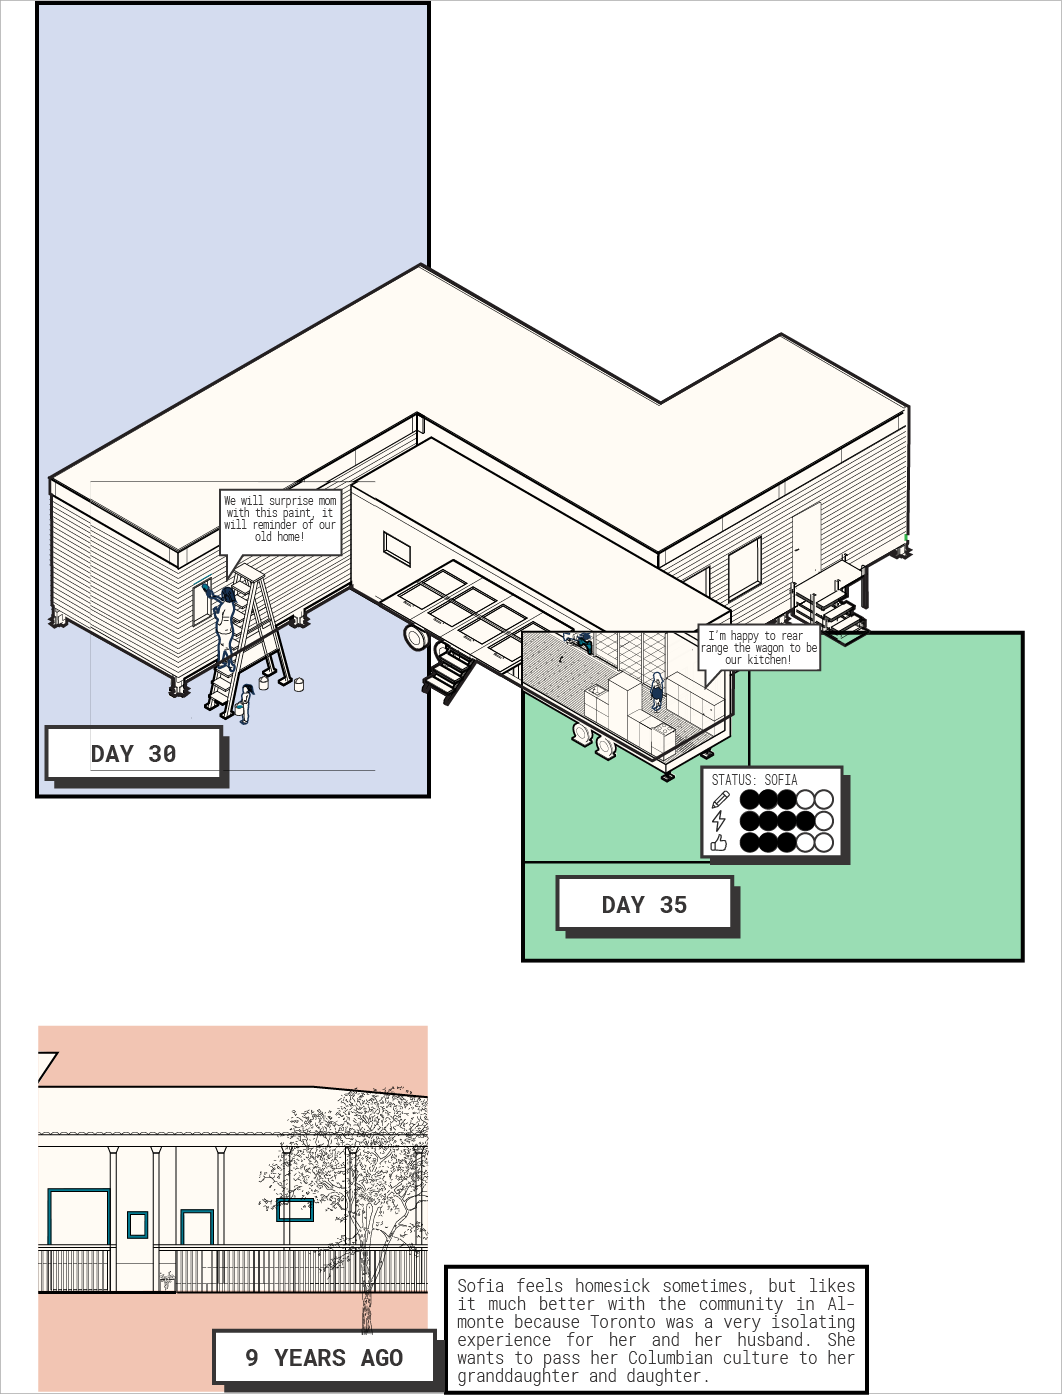 We will surprise mom
with this paint, it
will reminder of our
old home!
DAY 30
I'm happy to rear
range the wagon to be
our kitchen!
STATUS: SOFIA
DAY 35
9 YEARS AGO
Sofia feels homesick sometimes, but likes
it much better with the community in Al-
monte because Toronto was a very isolating
experience for her and her husband. She
wants to pass her Columbian culture to her
granddaughter and daughter.